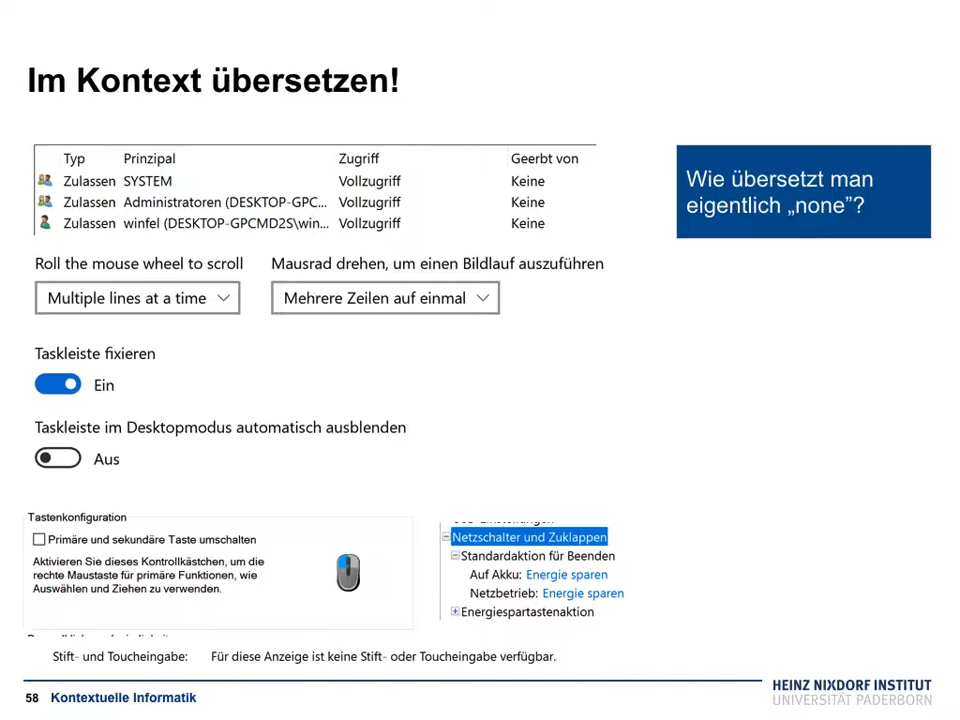 Im Kontext übersetzen!
Typ Prinzipal Zugriff Geerbt von
Zulassen SYSTEM Vollzugriff Keine
Zulassen Administratoren (DESKTOP-GPC... Vollzugriff Keine
Zulassen winfel (DESKTOP-GPCMD2S\win... Vollzugriff Keine
Wie übersetzt man
eigentlich „none”?
Roll the mouse wheel to scroll
Multiple lines at a time
Mausrad drehen, um einen Bildlauf auszuführen
Mehrere Zeilen auf einmal
Taskleiste fixieren
Ein
Taskleiste im Desktopmodus automatisch ausblenden
Aus
Tastenkonfiguration
Primäre und sekundäre Taste umschalten
Aktivieren Sie dieses Kontrollkästchen, um die
rechte Maustaste für primäre Funktionen, wie
Auswählen und Ziehen zu verwenden.
Netzschalter und Zuklappen
Standardaktion für Beenden
Auf Akku: Energie sparen
Netzbetrieb: Energie sparen
Energiespartastenaktion
Stift- und Toucheingabe: Für diese Anzeige ist keine Stift- oder Toucheingabe verfügbar.
58 Kontextuelle Informatik
HEINZ NIXDORF INSTITUT
UNIVERSITÄT PADERBORN